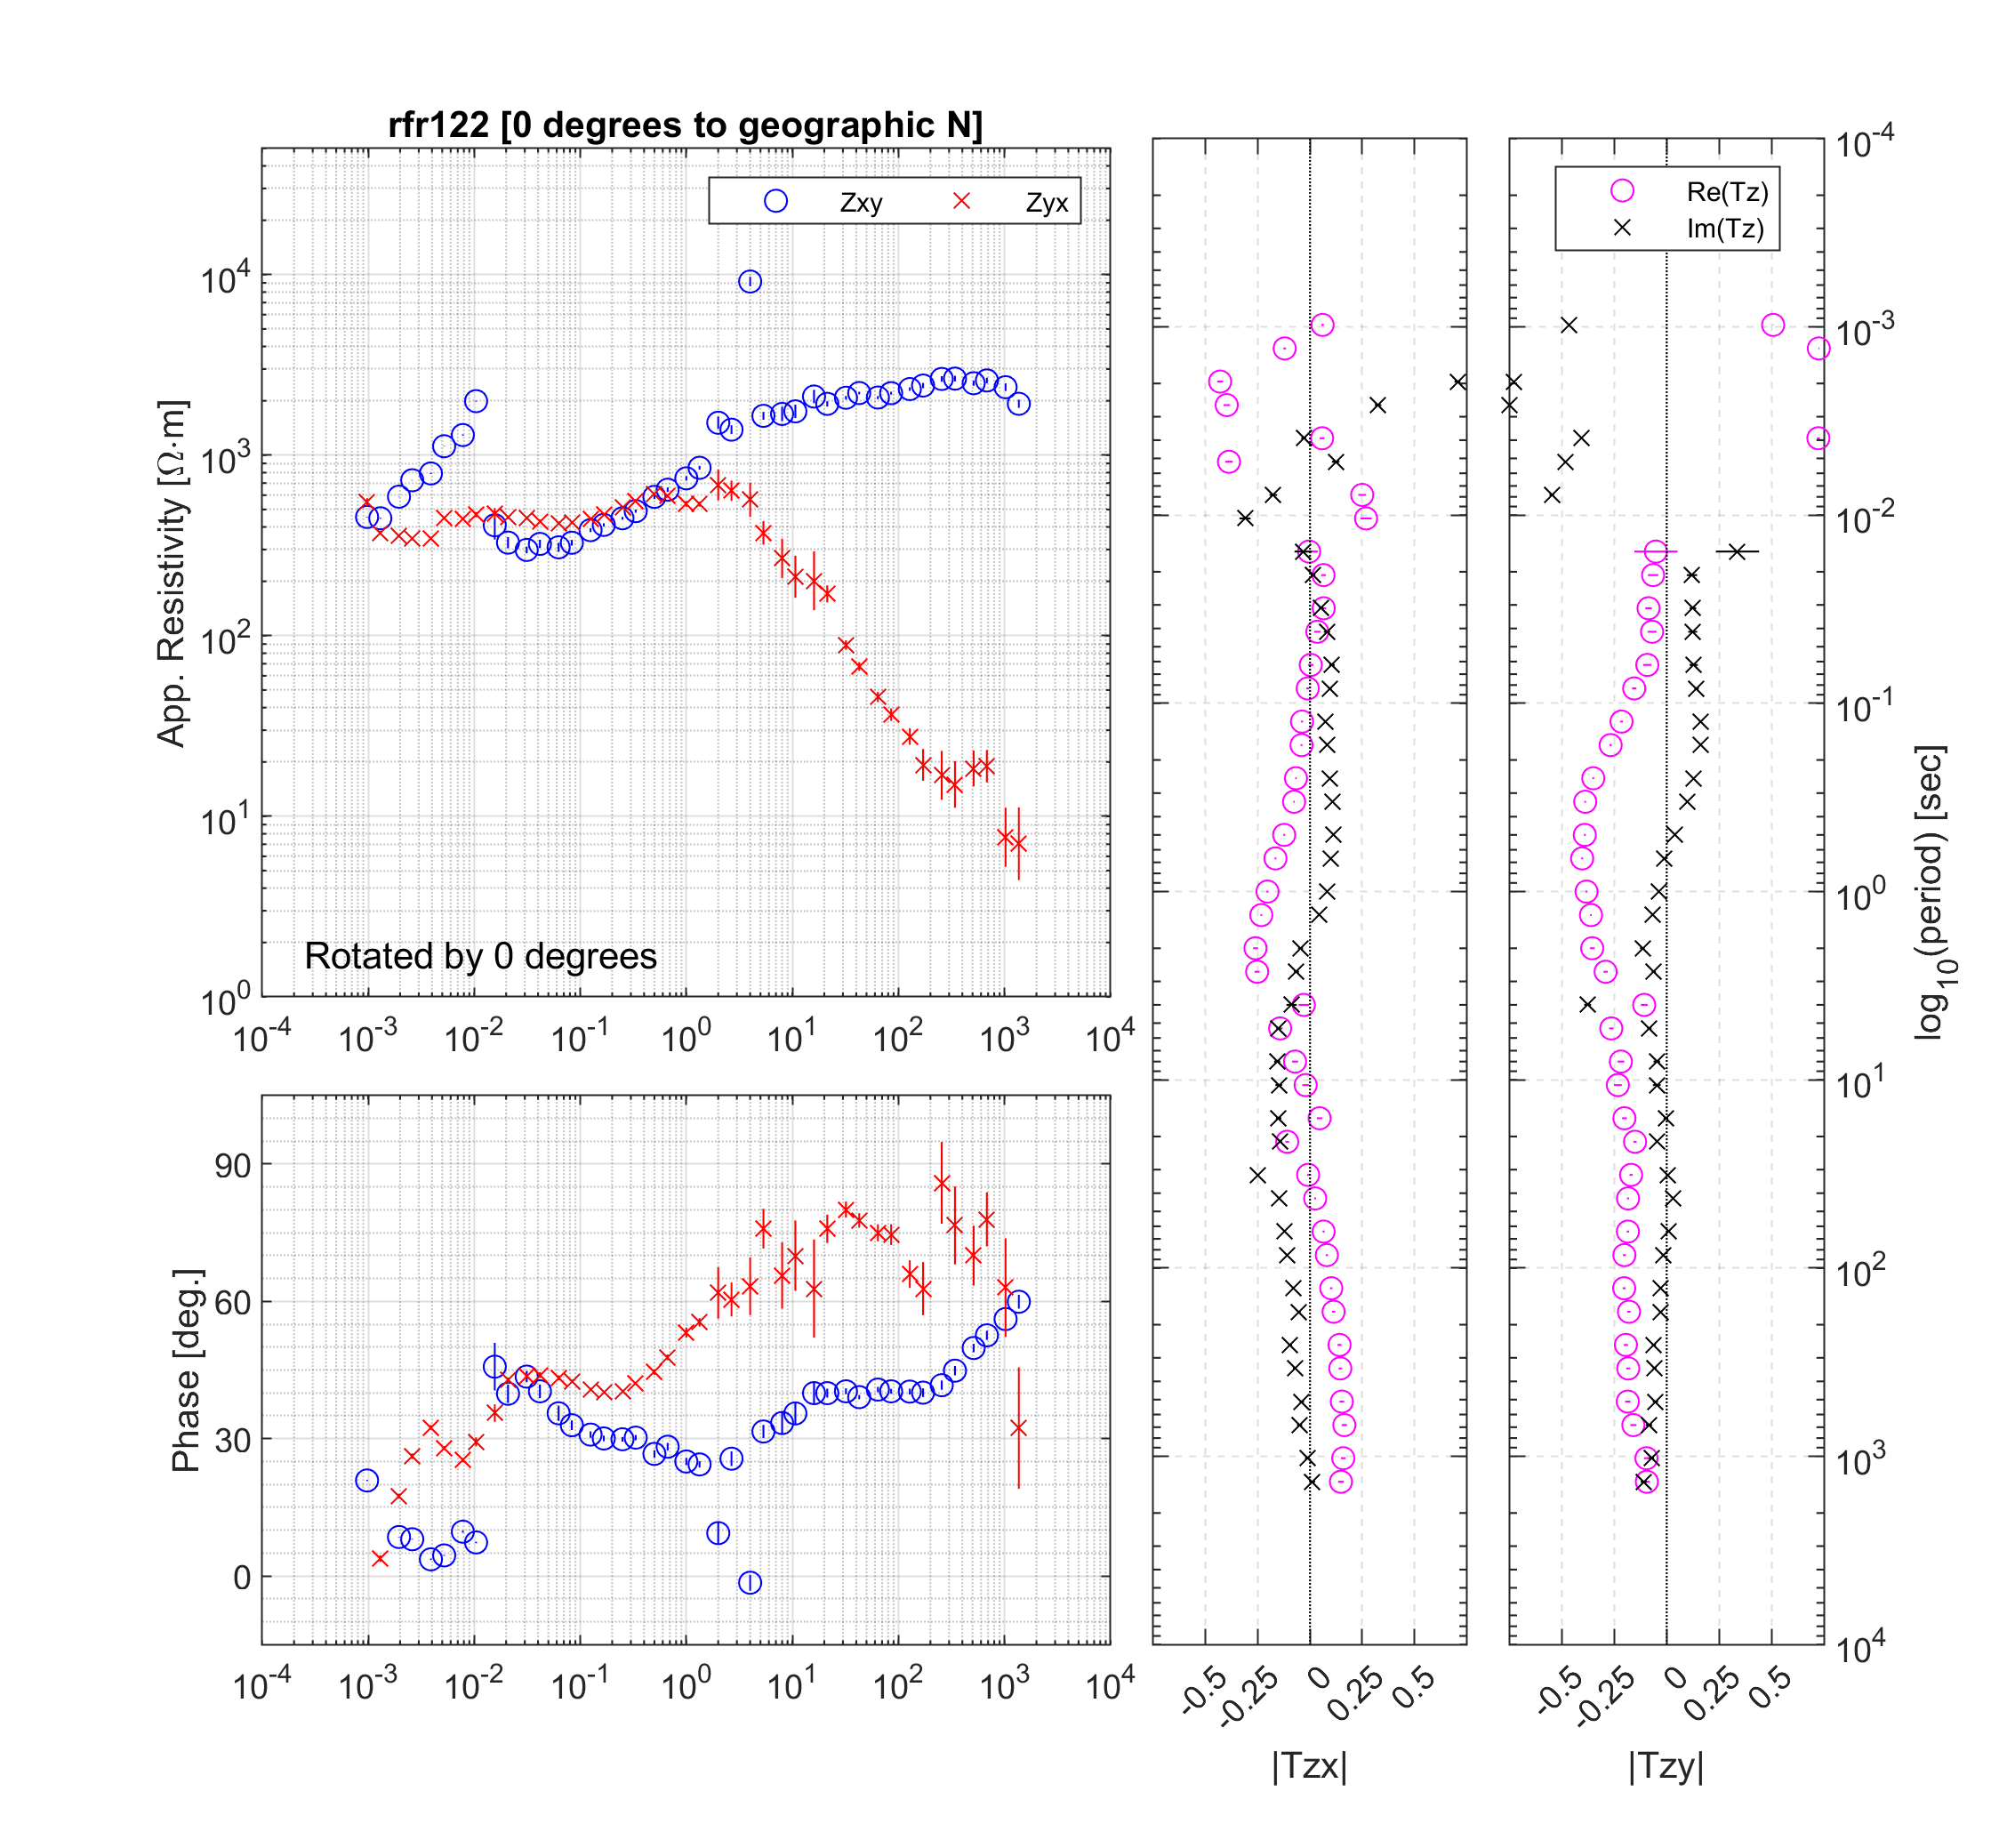 rfr122 [0 degrees to geographic N]
Zxy Zyx
App. Resistivity [Ω·m]
10^4
10^3
10^2
10^1
10^0
Rotated by 0 degrees
10^-4 10^-3 10^-2 10^-1 10^0 10^1 10^2 10^3 10^4
Phase [deg.]
90
60
30
0
10^-4 10^-3 10^-2 10^-1 10^0 10^1 10^2 10^3 10^4
-0.5 -0.25 0 0.25 0.5
|Tzx|
Re(Tz)
Im(Tz)
-0.5 -0.25 0 0.25 0.5
|Tzy|
10^-4
10^-3
10^-2
10^-1
10^0
10^1
10^2
10^3
10^4
log_10(period) [sec]